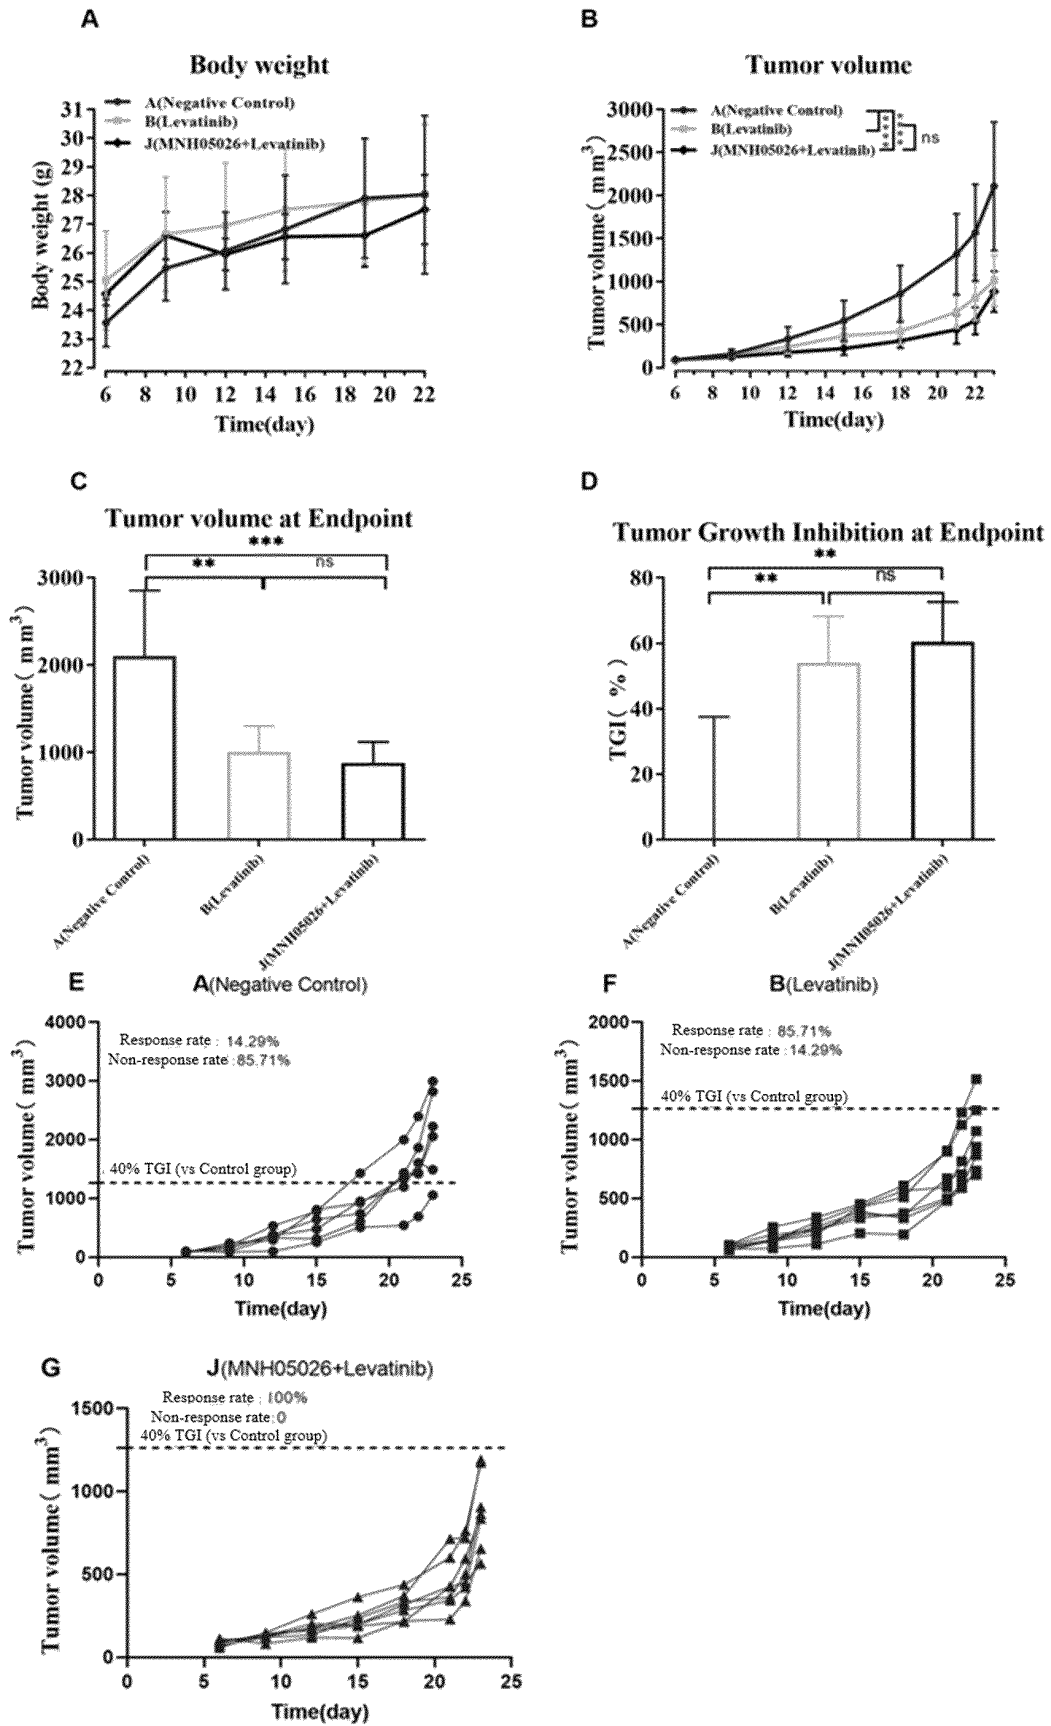 A
Body weight
A(Negative Control)
B(Levatinib)
J(MNH05026+Levatinib)
Body weight (g)
31
30
29
28
27
26
25
24
23
22
6 8 10 12 14 16 18 20 22
Time(day)
B
Tumor volume
A(Negative Control)
B(Levatinib)
J(MNH05026+Levatinib)
ns
Tumor volume( mm3)
3000
2500
2000
1500
1000
500
0
6 8 10 12 14 16 18 20 22
Time(day)
C
Tumor volume at Endpoint
***
** ns
Tumor volume( mm3)
3000
2000
1000
0
A(Negative Control)
B(Levatinib)
J(MNH05026+Levatinib)
D
Tumor Growth Inhibition at Endpoint
**
** ns
TGI( %)
80
60
40
20
0
A(Negative Control)
B(Levatinib)
J(MNH05026+Levatinib)
E
A(Negative Control)
Response rate : 14.29%
Non-response rate :85.71%
40% TGI (vs Control group)
Tumor volume( mm3)
4000
3000
2000
1000
0
0 5 10 15 20 25
Time(day)
F
B(Levatinib)
Response rate : 85.71%
Non-response rate :14.29%
40% TGI (vs Control group)
Tumor volume( mm3)
2000
1500
1000
500
0
0 5 10 15 20 25
Time(day)
G
J(MNH05026+Levatinib)
Response rate : 100%
Non-response rate:0
40% TGI (vs Control group)
Tumor volume( mm3)
1500
1000
500
0
0 5 10 15 20 25
Time(day)